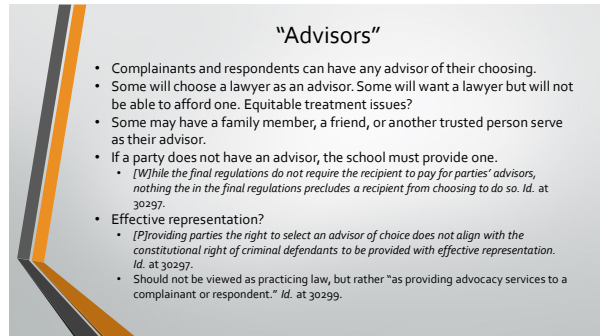 “Advisors”
• Complainants and respondents can have any advisor of their choosing.
• Some will choose a lawyer as an advisor. Some will want a lawyer but will not
be able to afford one. Equitable treatment issues?
• Some may have a family member, a friend, or another trusted person serve
as their advisor.
• If a party does not have an advisor, the school must provide one.
• [W]hile the final regulations do not require the recipient to pay for parties’ advisors,
nothing the in the final regulations precludes a recipient from choosing to do so. Id. at
30297.
• Effective representation?
• [P]roviding parties the right to select an advisor of choice does not align with the
constitutional right of criminal defendants to be provided with effective representation.
Id. at 30297.
• Should not be viewed as practicing law, but rather “as providing advocacy services to a
complainant or respondent.” Id. at 30299.